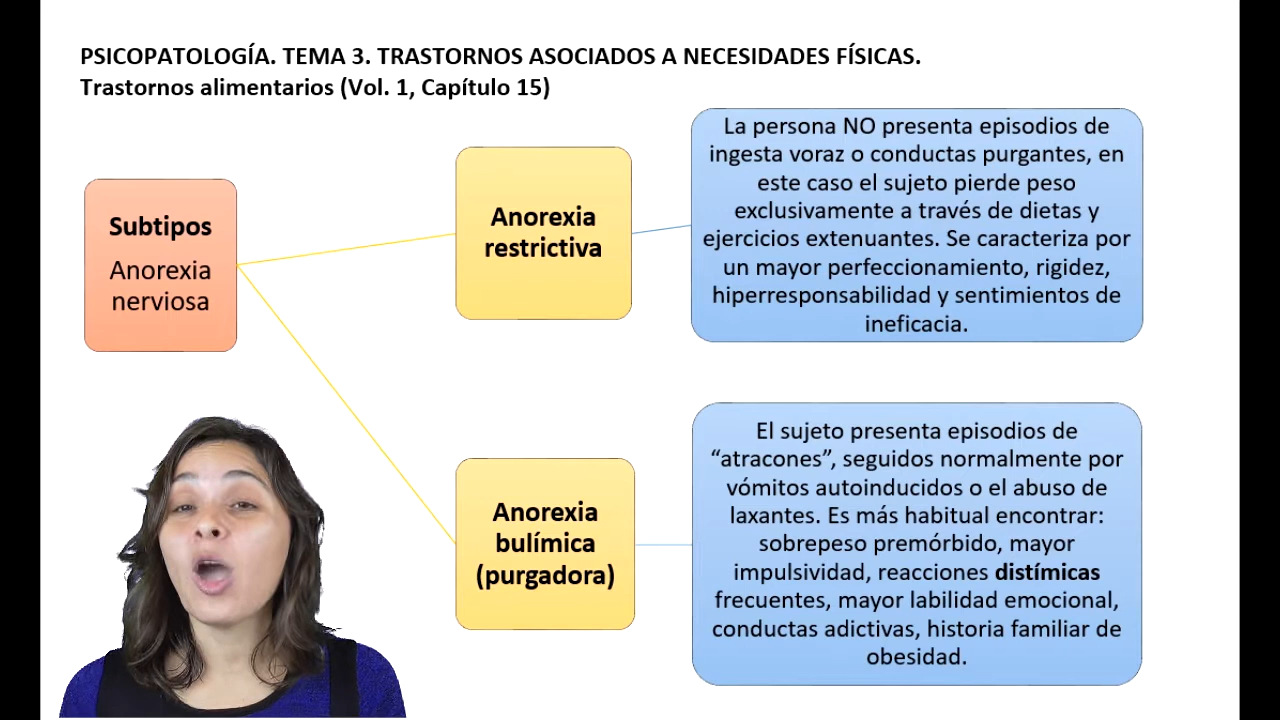 PSICOPATOLOGÍA. TEMA 3. TRASTORNOS ASOCIADOS A NECESIDADES FÍSICAS.
Trastornos alimentarios (Vol. 1, Capítulo 15)
Subtipos
Anorexia
nerviosa
Anorexia
restrictiva
La persona NO presenta episodios de
ingesta voraz o conductas purgantes, en
este caso el sujeto pierde peso
exclusivamente a través de dietas y
ejercicios extenuantes. Se caracteriza por
un mayor perfeccionamiento, rigidez,
hiperresponsabilidad y sentimientos de
ineficacia.
Anorexia
bulímica
(purgadora)
El sujeto presenta episodios de
“atracones”, seguidos normalmente por
vómitos autoinducidos o el abuso de
laxantes. Es más habitual encontrar:
sobrepeso premórbido, mayor
impulsividad, reacciones distímicas
frecuentes, mayor labilidad emocional,
conductas adictivas, historia familiar de
obesidad.